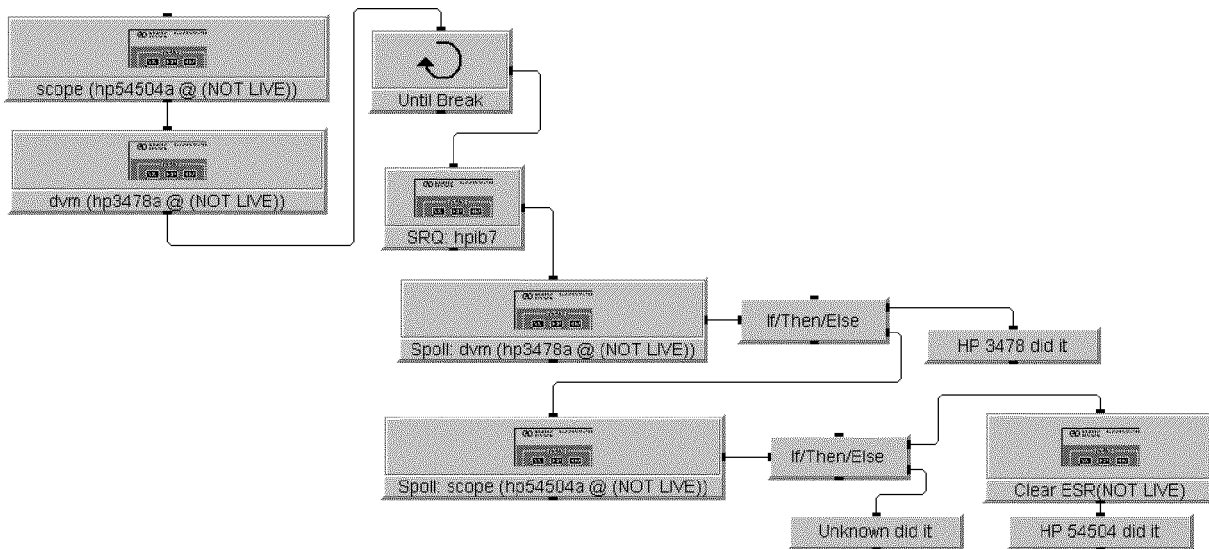 scope (hp54504a @ (NOT LIVE))
dvm (hp3478a @ (NOT LIVE))
Until Break
SRQ: hpib7
Spoll: dvm (hp3478a @ (NOT LIVE))
If/Then/Else
HP 3478 did it
Spoll: scope (hp54504a @ (NOT LIVE))
If/Then/Else
Clear ESR(NOT LIVE)
Unknown did it
HP 54504 did it